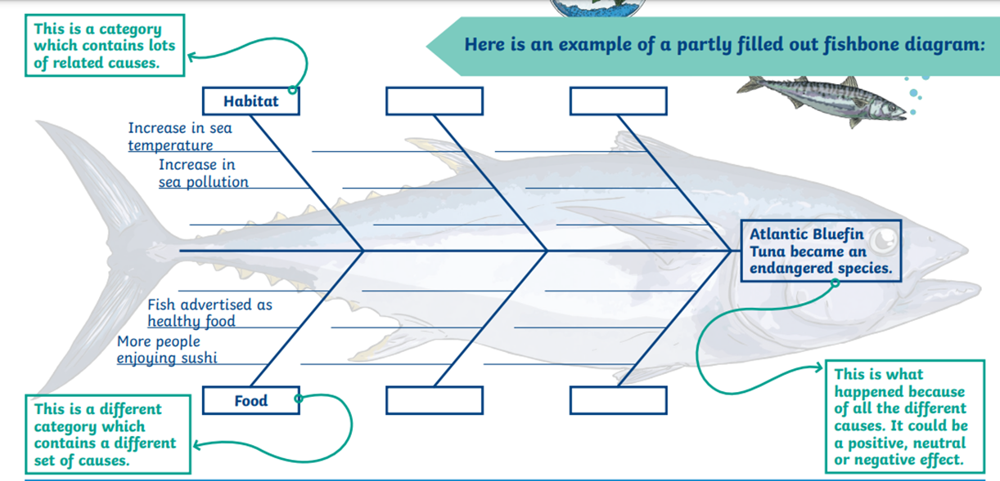 This is a category
which contains lots
of related causes.
Here is an example of a partly filled out fishbone diagram:
Habitat
Increase in sea
temperature
Increase in
sea pollution
Atlantic Bluefin
Tuna became an
endangered species.
Fish advertised as
healthy food
More people
enjoying sushi
Food
This is a different
category which
contains a different
set of causes.
This is what
happened because
of all the different
causes. It could be
a positive, neutral
or negative effect.